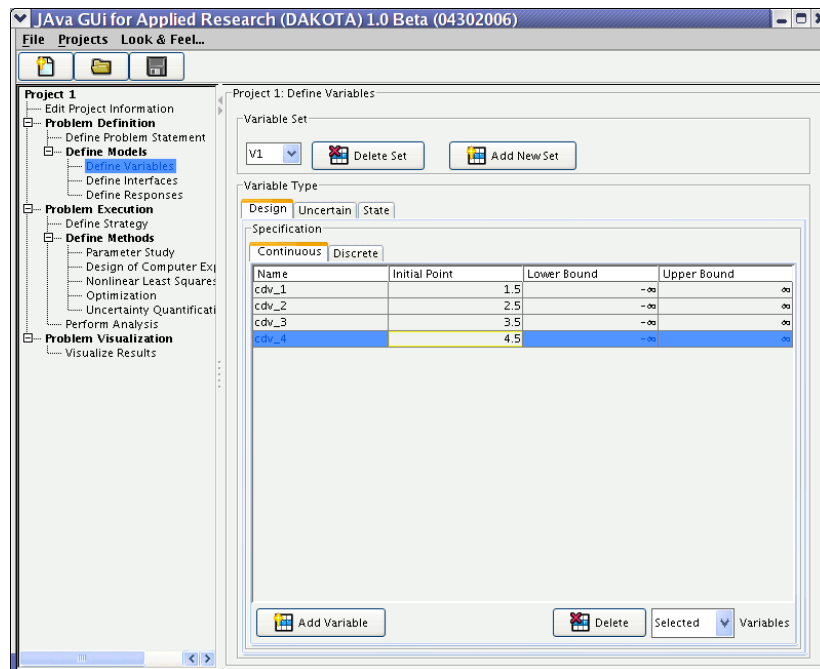 JAva GUi for Applied Research (DAKOTA) 1.0 Beta (04302006)
File Projects Look & Feel...
Project 1
Edit Project Information
Problem Definition
Define Problem Statement
Define Models
Define Variables
Define Interfaces
Define Responses
Problem Execution
Define Strategy
Define Methods
Parameter Study
Design of Computer Exp
Nonlinear Least Squares
Optimization
Uncertainty Quantificati
Perform Analysis
Problem Visualization
Visualize Results
Project 1: Define Variables
Variable Set
V1 Delete Set Add New Set
Variable Type
Design Uncertain State
Specification
Continuous Discrete
Name Initial Point Lower Bound Upper Bound
cdv_1 1.5 -∞ ∞
cdv_2 2.5 -∞ ∞
cdv_3 3.5 -∞ ∞
cdv_4 4.5 -∞ ∞
Add Variable Delete Selected Variables